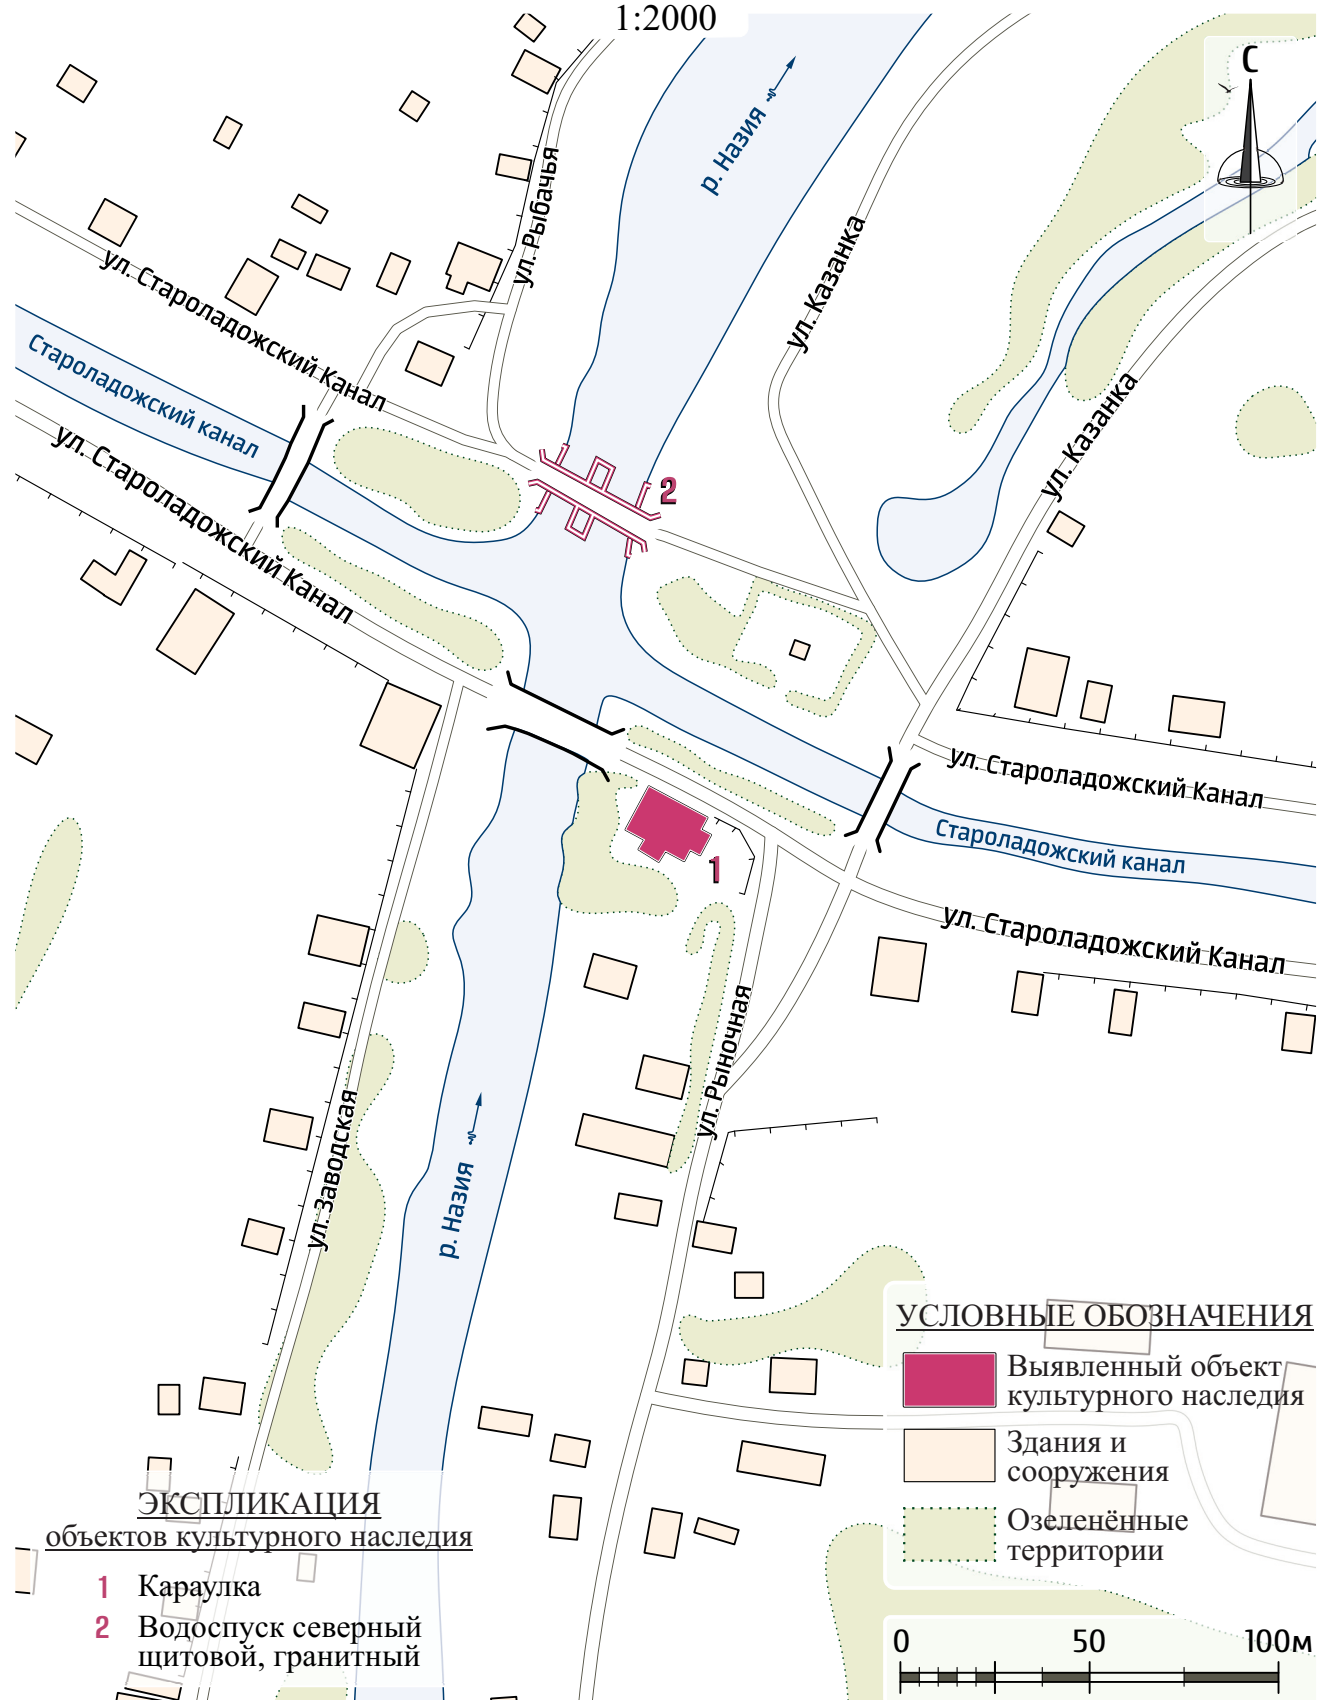 1:2000
С
р. Назия
ул. Рыбачья
ул. Казанка
ул. Староладожский Канал
Староладожский канал
ул. Казанка
ул. Староладожский Канал
2
ул. Староладожский Канал
Староладожский канал
1
ул. Староладожский Канал
ул. Рыночная
ул. Заводская
р. Назия
УСЛОВНЫЕ ОБОЗНАЧЕНИЯ
Выявленный объект
культурного наследия
Здания и
сооружения
Озеленённые
территории
ЭКСПЛИКАЦИЯ
объектов культурного наследия
1 Караулка
2 Водоспуск северный
щитовой, гранитный
0 50 100м